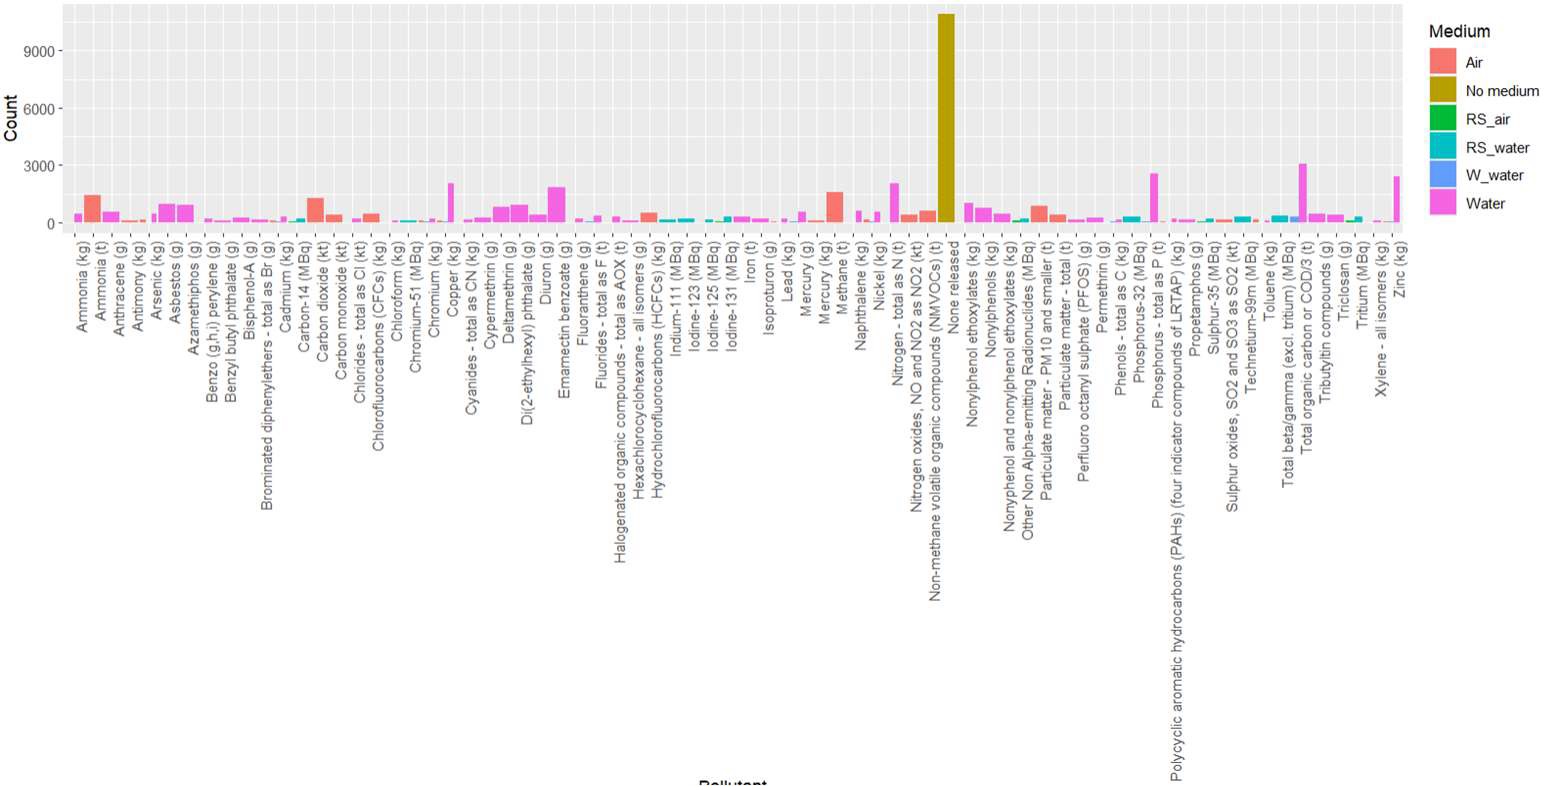 Count
9000
6000
3000
0
Ammonia (kg)
Ammonia (t)
Anthracene (g)
Antimony (kg)
Arsenic (kg)
Asbestos (g)
Azamethiphos (g)
Benzo (g,h,i) perylene (g)
Benzyl butyl phthalate (g)
Bisphenol-A (g)
Brominated diphenylethers - total as Br (g)
Cadmium (kg)
Carbon-14 (MBq)
Carbon dioxide (kt)
Carbon monoxide (kt)
Chlorides - total as Cl (kt)
Chlorofluorocarbons (CFCs) (kg)
Chloroform (kg)
Chromium-51 (MBq)
Chromium (kg)
Copper (kg)
Cyanides - total as CN (kg)
Cypermethrin (g)
Deltamethrin (g)
Di(2-ethylhexyl) phthalate (g)
Diuron (g)
Emamectin benzoate (g)
Fluoranthene (g)
Fluorides - total as F (t)
Halogenated organic compounds - total as AOX (t)
Hexachlorocyclohexane - all isomers (g)
Hydrochlorofluorocarbons (HCFCs) (kg)
Indium-111 (MBq)
Iodine-123 (MBq)
Iodine-125 (MBq)
Iodine-131 (MBq)
Iron (t)
Isoproturon (g)
Lead (kg)
Mercury (g)
Mercury (kg)
Methane (t)
Naphthalene (kg)
Nickel (kg)
Nitrogen - total as N (t)
Nitrogen oxides, NO and NO2 as NO2 (kt)
Non-methane volatile organic compounds (NMVOCs) (t)
None released
Nonylphenol ethoxylates (kg)
Nonylphenols (kg)
Nonyphenol and nonylphenol ethoxylates (kg)
Other Non Alpha-emitting Radionuclides (MBq)
Particulate matter - PM10 and smaller (t)
Particulate matter - total (t)
Perfluoro octanyl sulphate (PFOS) (g)
Permethrin (g)
Phenols - total as C (kg)
Phosphorus-32 (MBq)
Phosphorus - total as P (t)
Polycyclic aromatic hydrocarbons (PAHs) (four indicator compounds of LRTAP) (kg)
Propetamphos (g)
Sulphur-35 (MBq)
Sulphur oxides, SO2 and SO3 as SO2 (kt)
Technetium-99m (MBq)
Toluene (kg)
Total beta/gamma (excl. tritium) (MBq)
Total organic carbon or COD/3 (t)
Tributyltin compounds (g)
Triclosan (g)
Tritium (MBq)
Xylene - all isomers (kg)
Zinc (kg)
Pollutant
Medium
Air
No medium
RS_air
RS_water
W_water
Water